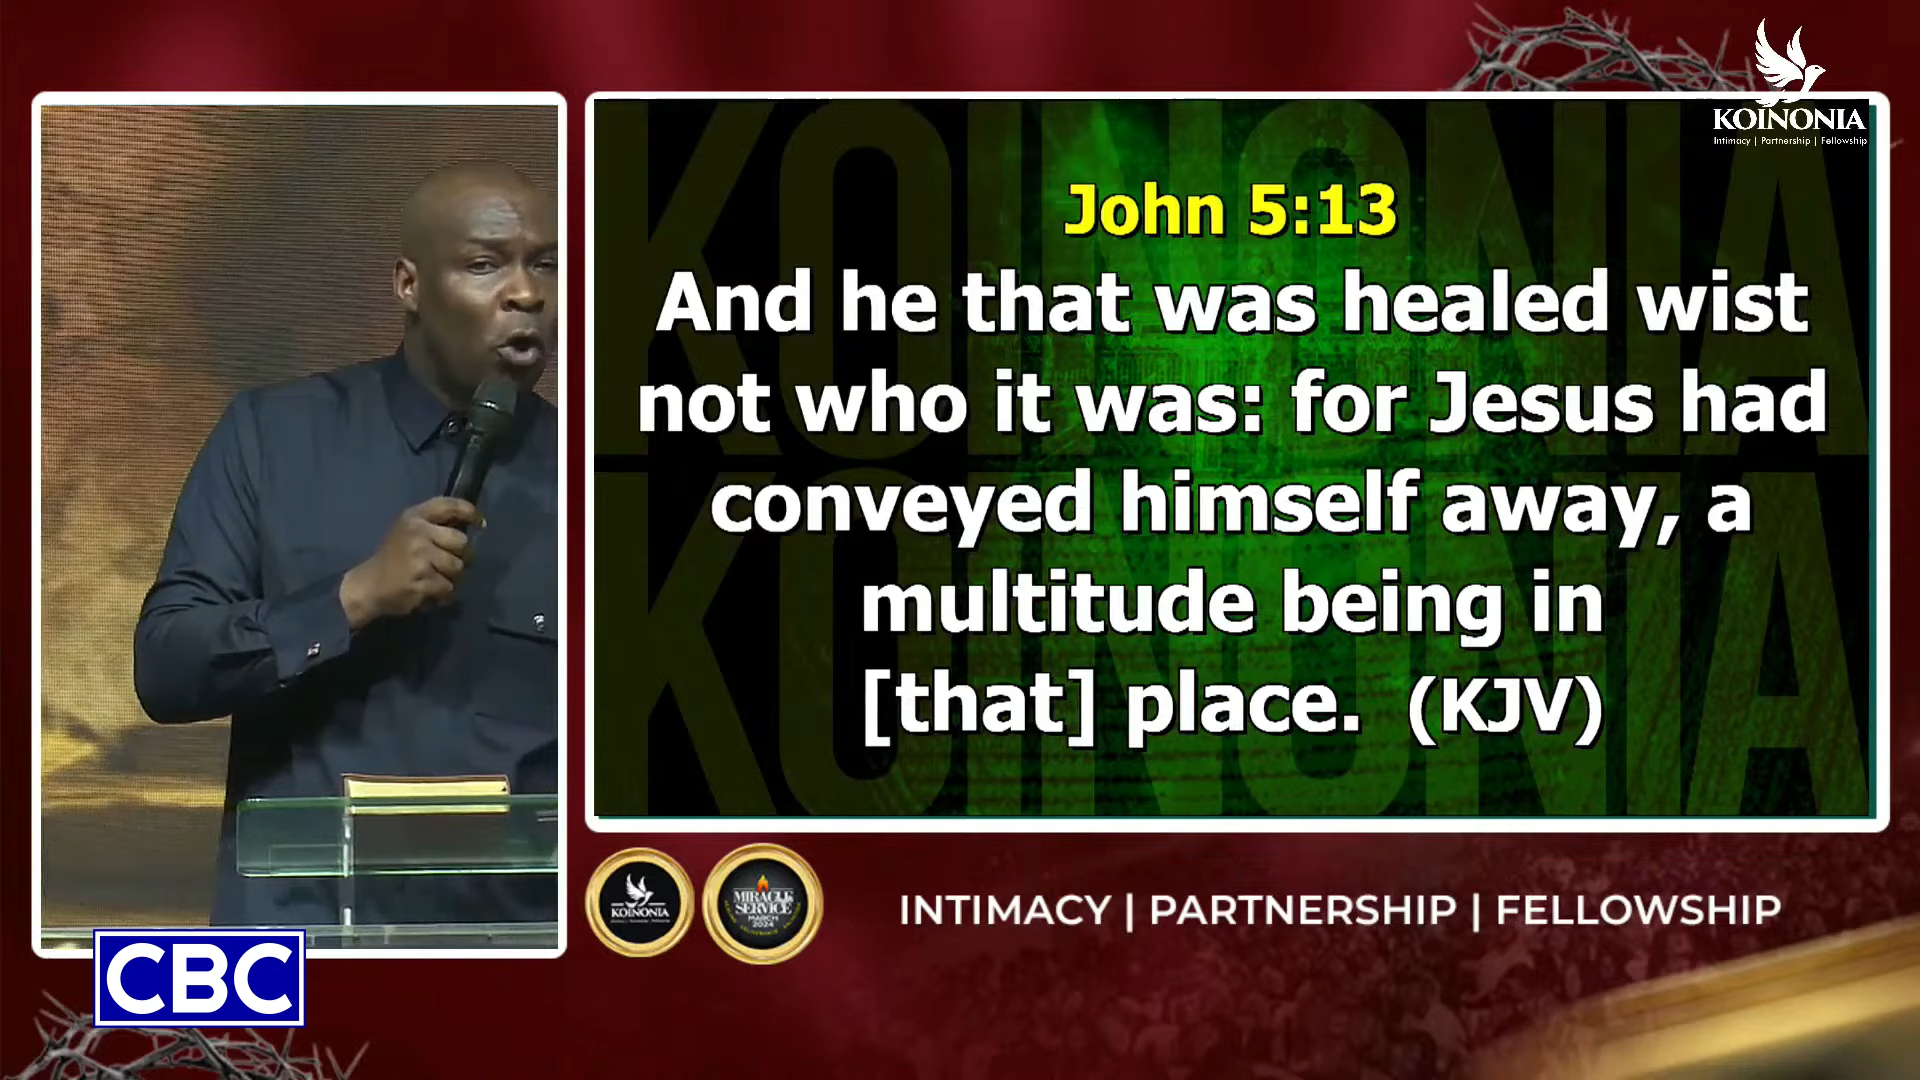 KOINONIA
Intimacy | Partnership | Fellowship
John 5:13
And he that was healed wist
not who it was: for Jesus had
conveyed himself away, a
multitude being in
[that] place. (KJV)
KOINONIA
KOINONIA
KOINONIA
MIRACLE
SERVICE
MARCH
2024
INTIMACY | PARTNERSHIP | FELLOWSHIP
CBC